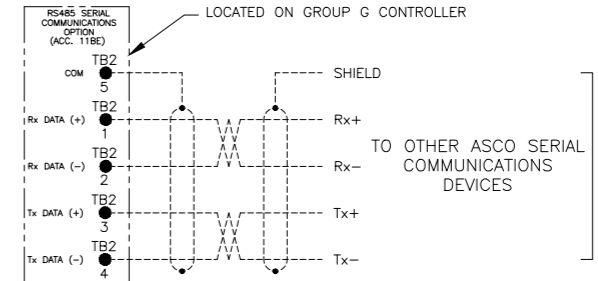 RS485 SERIAL
COMMUNICATIONS
OPTION
(ACC. 11BE)
LOCATED ON GROUP G CONTROLLER
COM
TB2
5
SHIELD
Rx DATA (+)
TB2
1
Rx+
Rx DATA (-)
TB2
2
Rx-
TO OTHER ASCO SERIAL
COMMUNICATIONS
DEVICES
Tx DATA (+)
TB2
3
Tx+
Tx DATA (-)
TB2
4
Tx-